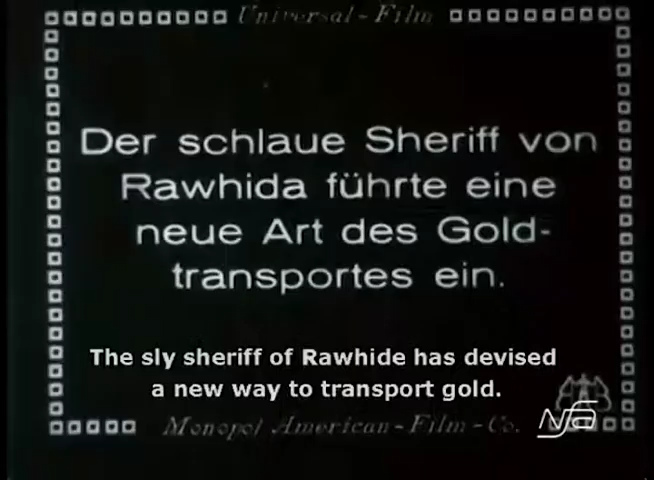 Universal-Film
Der schlaue Sheriff von
Rawhida führte eine
neue Art des Gold-
transportes ein.
The sly sheriff of Rawhide has devised
a new way to transport gold.
Monopol American-Film-Co.
nfsa